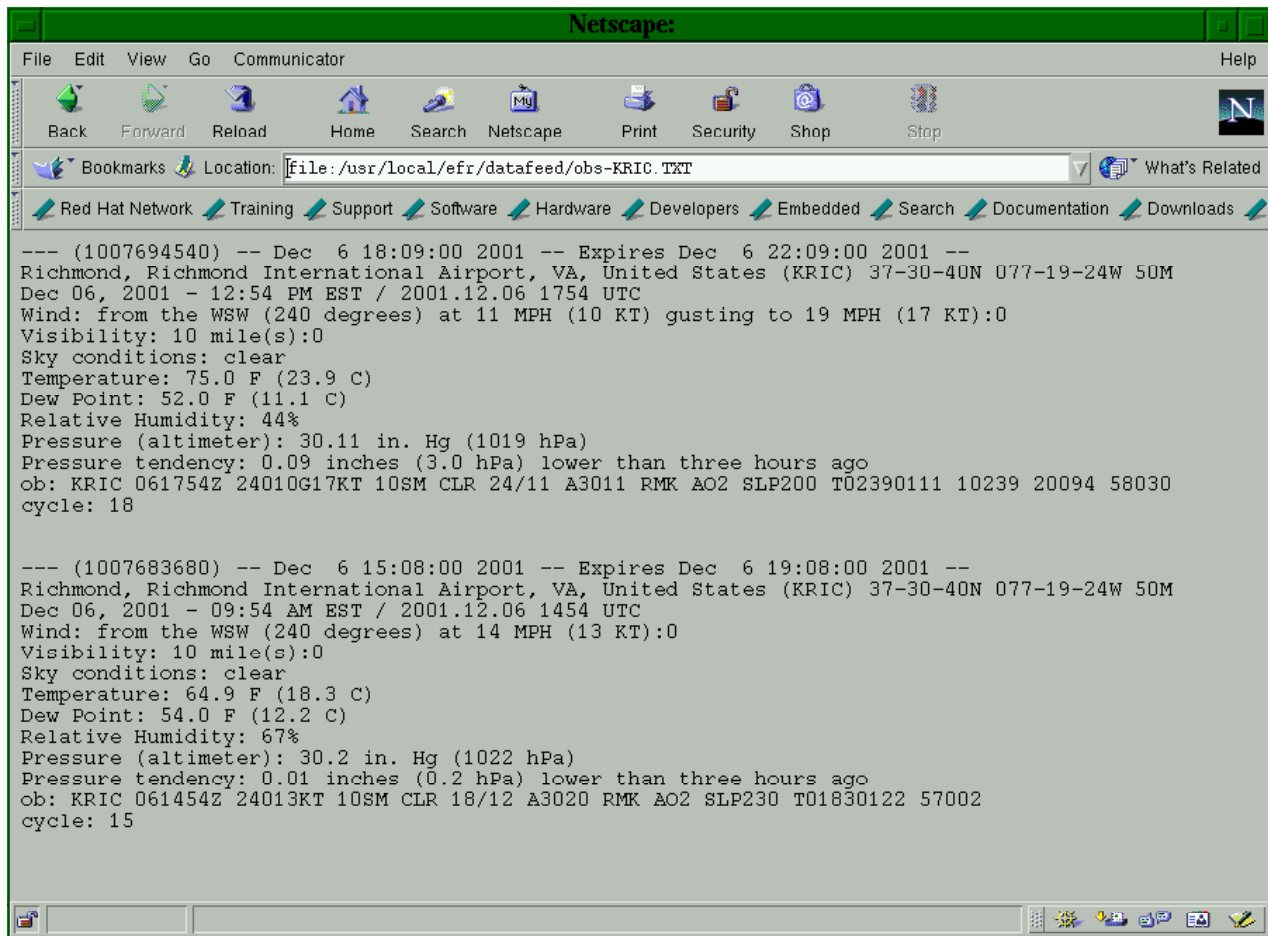 Netscape:
File Edit View Go Communicator Help
My
N
Back Forward Reload Home Search Netscape Print Security Shop Stop
Bookmarks Location: file:/usr/local/efr/datafeed/obs-KRIC.TXT What's Related
Red Hat Network Training Support Software Hardware Developers Embedded Search Documentation Downloads
--- (1007694540) -- Dec  6 18:09:00 2001 -- Expires Dec  6 22:09:00 2001 --
Richmond, Richmond International Airport, VA, United States (KRIC) 37-30-40N 077-19-24W 50M
Dec 06, 2001 - 12:54 PM EST / 2001.12.06 1754 UTC
Wind: from the WSW (240 degrees) at 11 MPH (10 KT) gusting to 19 MPH (17 KT):0
Visibility: 10 mile(s):0
Sky conditions: clear
Temperature: 75.0 F (23.9 C)
Dew Point: 52.0 F (11.1 C)
Relative Humidity: 44%
Pressure (altimeter): 30.11 in. Hg (1019 hPa)
Pressure tendency: 0.09 inches (3.0 hPa) lower than three hours ago
ob: KRIC 061754Z 24010G17KT 10SM CLR 24/11 A3011 RMK AO2 SLP200 T02390111 10239 20094 58030
cycle: 18
--- (1007683680) -- Dec  6 15:08:00 2001 -- Expires Dec  6 19:08:00 2001 --
Richmond, Richmond International Airport, VA, United States (KRIC) 37-30-40N 077-19-24W 50M
Dec 06, 2001 - 09:54 AM EST / 2001.12.06 1454 UTC
Wind: from the WSW (240 degrees) at 14 MPH (13 KT):0
Visibility: 10 mile(s):0
Sky conditions: clear
Temperature: 64.9 F (18.3 C)
Dew Point: 54.0 F (12.2 C)
Relative Humidity: 67%
Pressure (altimeter): 30.2 in. Hg (1022 hPa)
Pressure tendency: 0.01 inches (0.2 hPa) lower than three hours ago
ob: KRIC 061454Z 24013KT 10SM CLR 18/12 A3020 RMK AO2 SLP230 T01830122 57002
cycle: 15